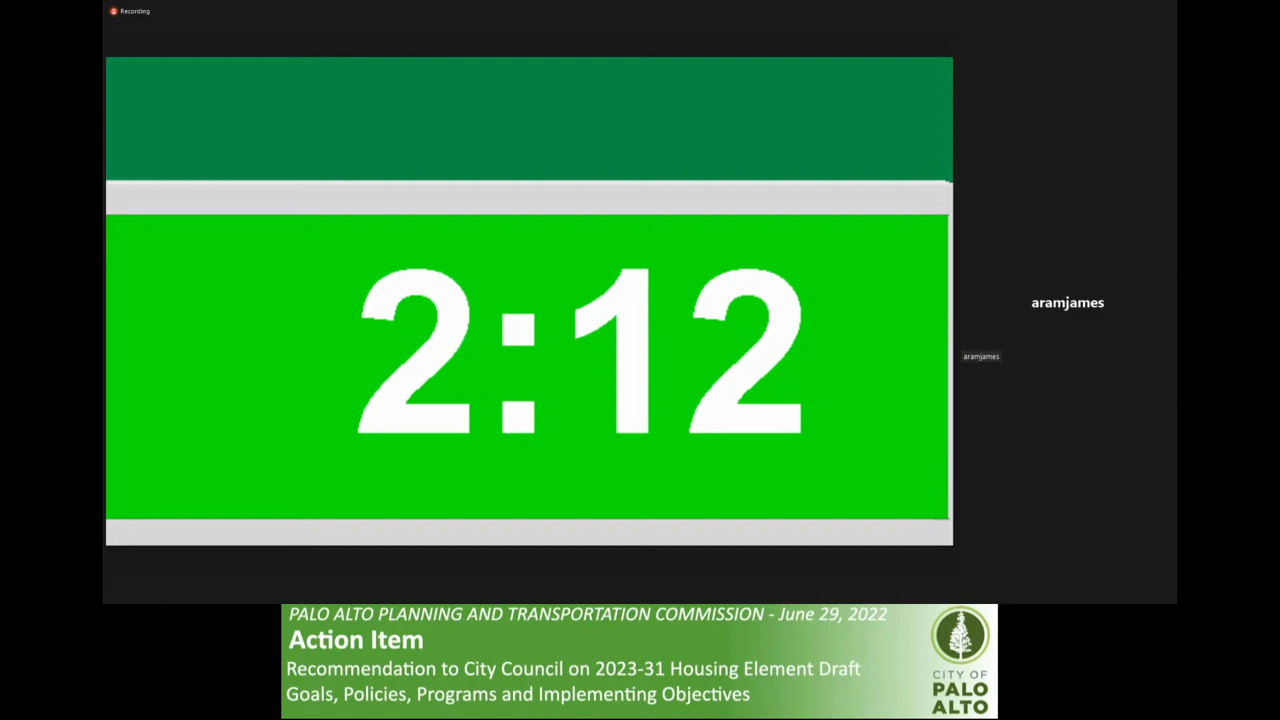 Recording
2:12
aramjames
aramjames
PALO ALTO PLANNING AND TRANSPORTATION COMMISSION - June 29, 2022
Action Item
Recommendation to City Council on 2023-31 Housing Element Draft
Goals, Policies, Programs and Implementing Objectives
CITY OF
PALO
ALTO